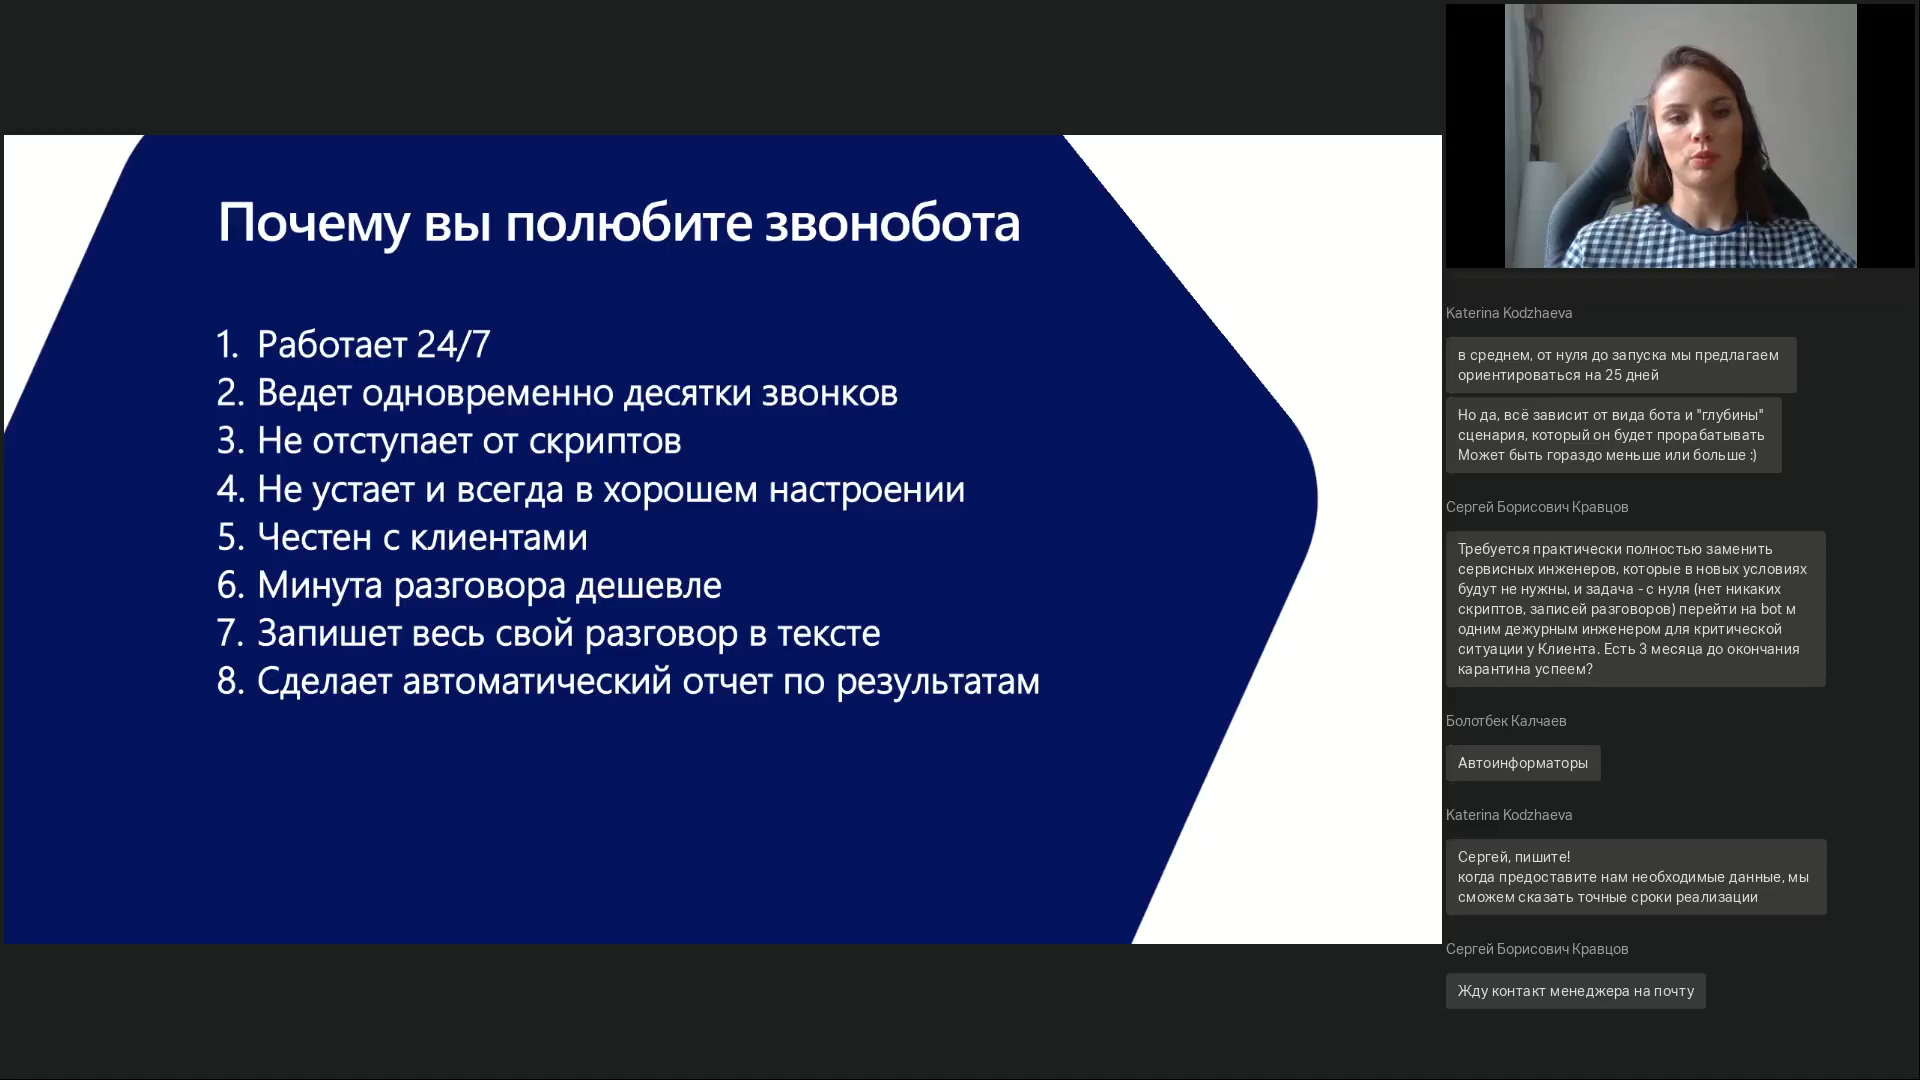 Почему вы полюбите звонобота
1. Работает 24/7
2. Ведет одновременно десятки звонков
3. Не отступает от скриптов
4. Не устает и всегда в хорошем настроении
5. Честен с клиентами
6. Минута разговора дешевле
7. Запишет весь свой разговор в тексте
8. Сделает автоматический отчет по результатам
Katerina Kodzhaeva
в среднем, от нуля до запуска мы предлагаем
ориентироваться на 25 дней
Но да, всё зависит от вида бота и "глубины"
сценария, который он будет прорабатывать
Может быть гораздо меньше или больше :)
Сергей Борисович Кравцов
Требуется практически полностью заменить
сервисных инженеров, которые в новых условиях
будут не нужны, и задача - с нуля (нет никаких
скриптов, записей разговоров) перейти на bot м
одним дежурным инженером для критической
ситуации у Клиента. Есть 3 месяца до окончания
карантина успеем?
Болотбек Калчаев
Автоинформаторы
Katerina Kodzhaeva
Сергей, пишите!
когда предоставите нам необходимые данные, мы
сможем сказать точные сроки реализации
Сергей Борисович Кравцов
Жду контакт менеджера на почту